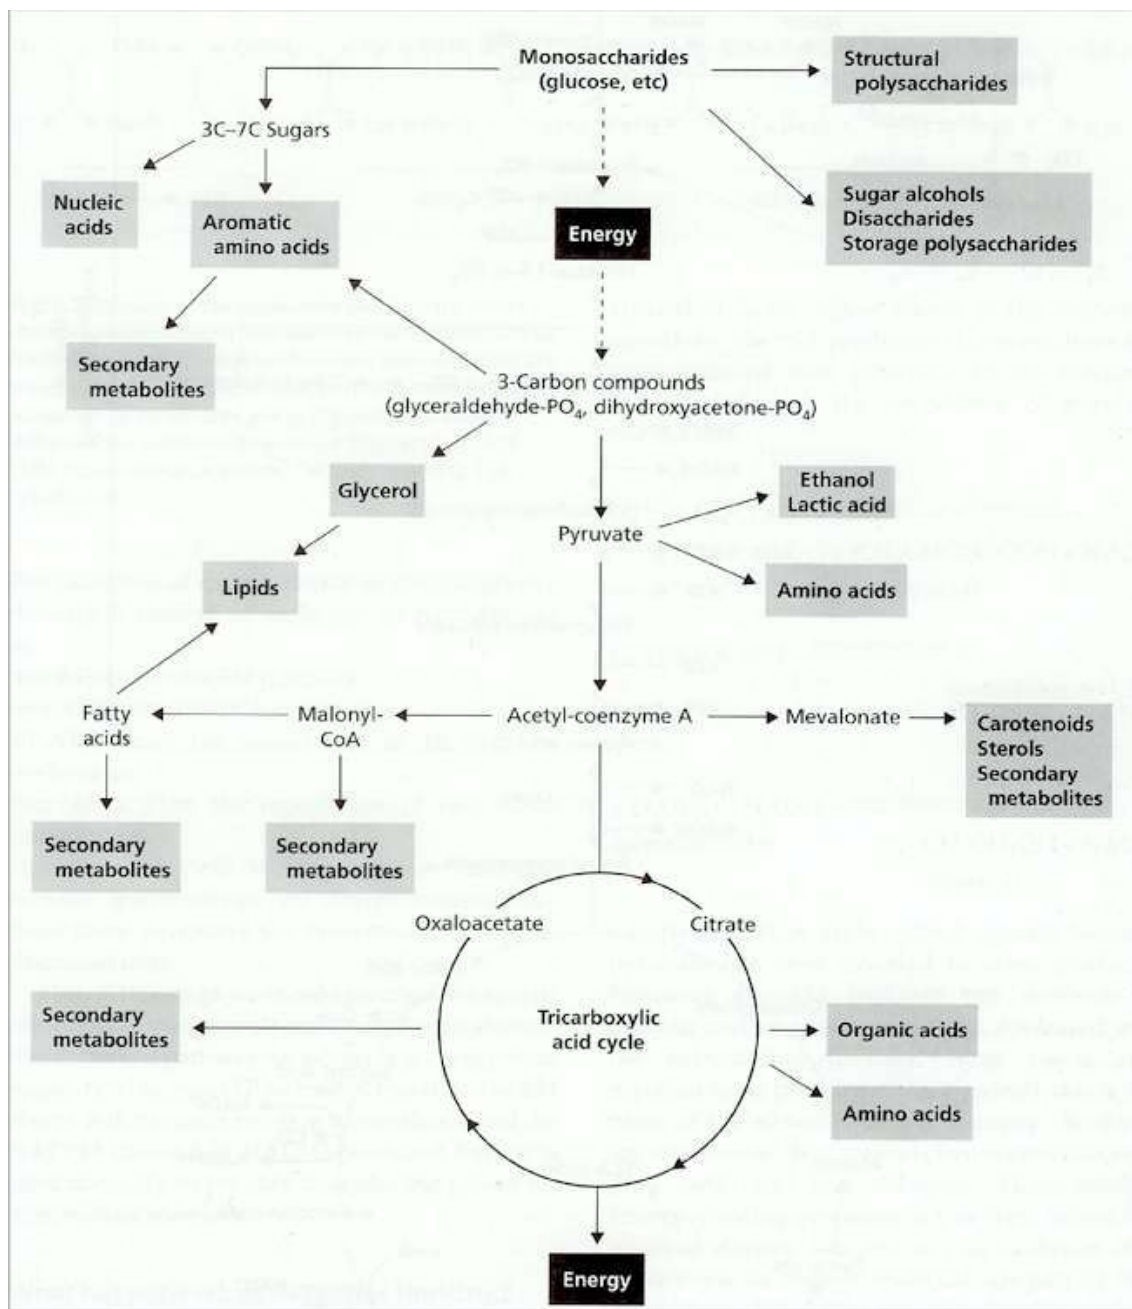 Monosaccharides
(glucose, etc)
Structural
polysaccharides
3C–7C Sugars
Nucleic
acids
Aromatic
amino acids
Energy
Sugar alcohols
Disaccharides
Storage polysaccharides
Secondary
metabolites
3-Carbon compounds
(glyceraldehyde-PO₄, dihydroxyacetone-PO₄)
Glycerol
Ethanol
Lactic acid
Pyruvate
Lipids
Amino acids
Fatty
acids
Malonyl-
CoA
Acetyl-coenzyme A
Mevalonate
Carotenoids
Sterols
Secondary
metabolites
Secondary
metabolites
Secondary
metabolites
Oxaloacetate
Citrate
Secondary
metabolites
Tricarboxylic
acid cycle
Organic acids
Amino acids
Energy